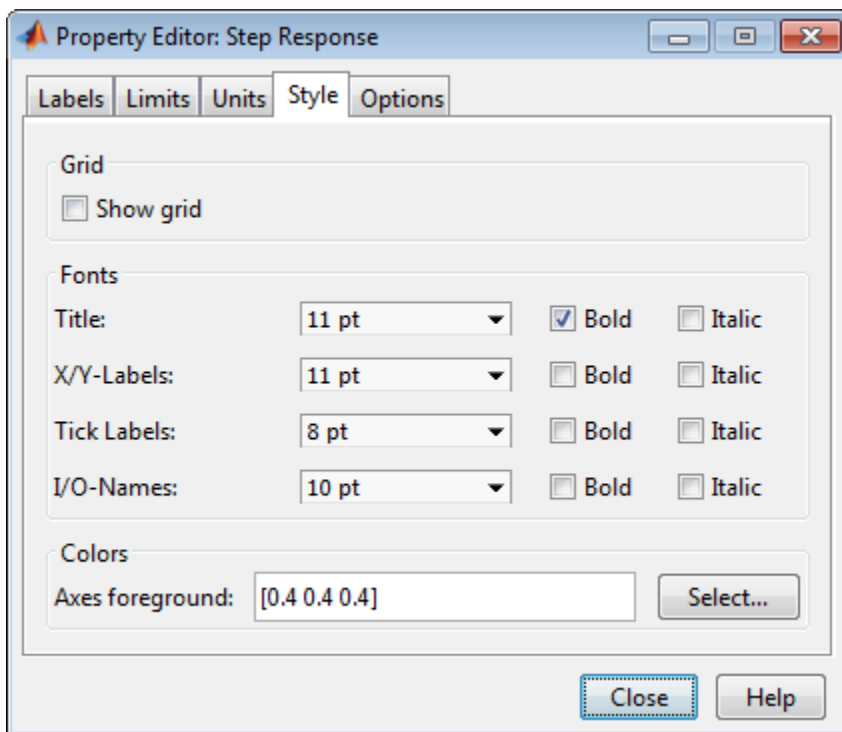 Property Editor: Step Response
Labels Limits Units Style Options
Grid
Show grid
Fonts
Title: 11 pt Bold Italic
X/Y-Labels: 11 pt Bold Italic
Tick Labels: 8 pt Bold Italic
I/O-Names: 10 pt Bold Italic
Colors
Axes foreground: [0.4 0.4 0.4] Select...
Close Help